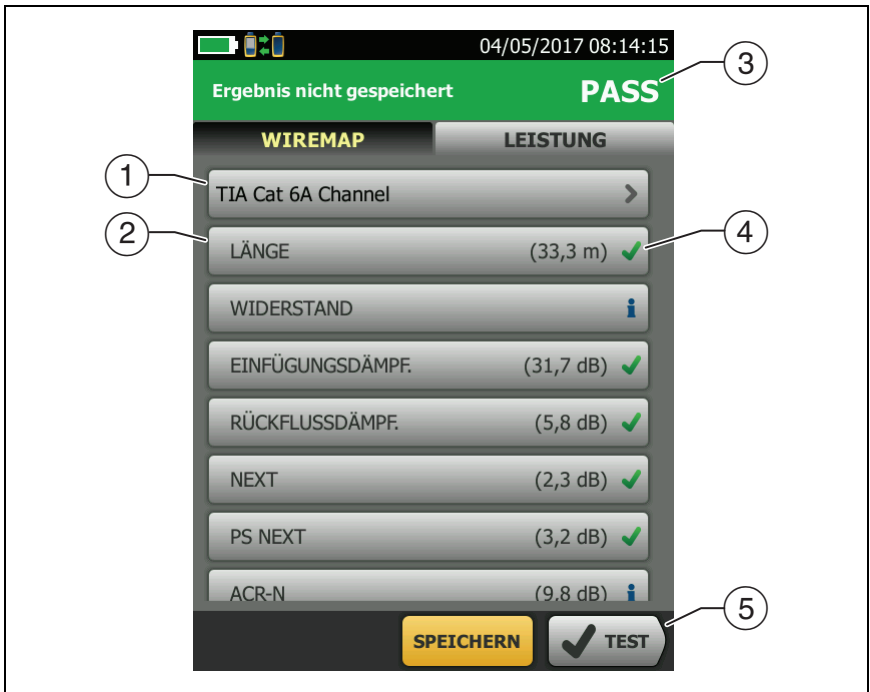 04/05/2017 08:14:15
Ergebnis nicht gespeichert PASS
3
WIREMAP LEISTUNG
1
TIA Cat 6A Channel
2
LÄNGE (33,3 m)
4
WIDERSTAND
EINFÜGUNGSDÄMPF. (31,7 dB)
RÜCKFLUSSDÄMPF. (5,8 dB)
NEXT (2,3 dB)
PS NEXT (3,2 dB)
ACR-N (9,8 dB)
5
SPEICHERN TEST